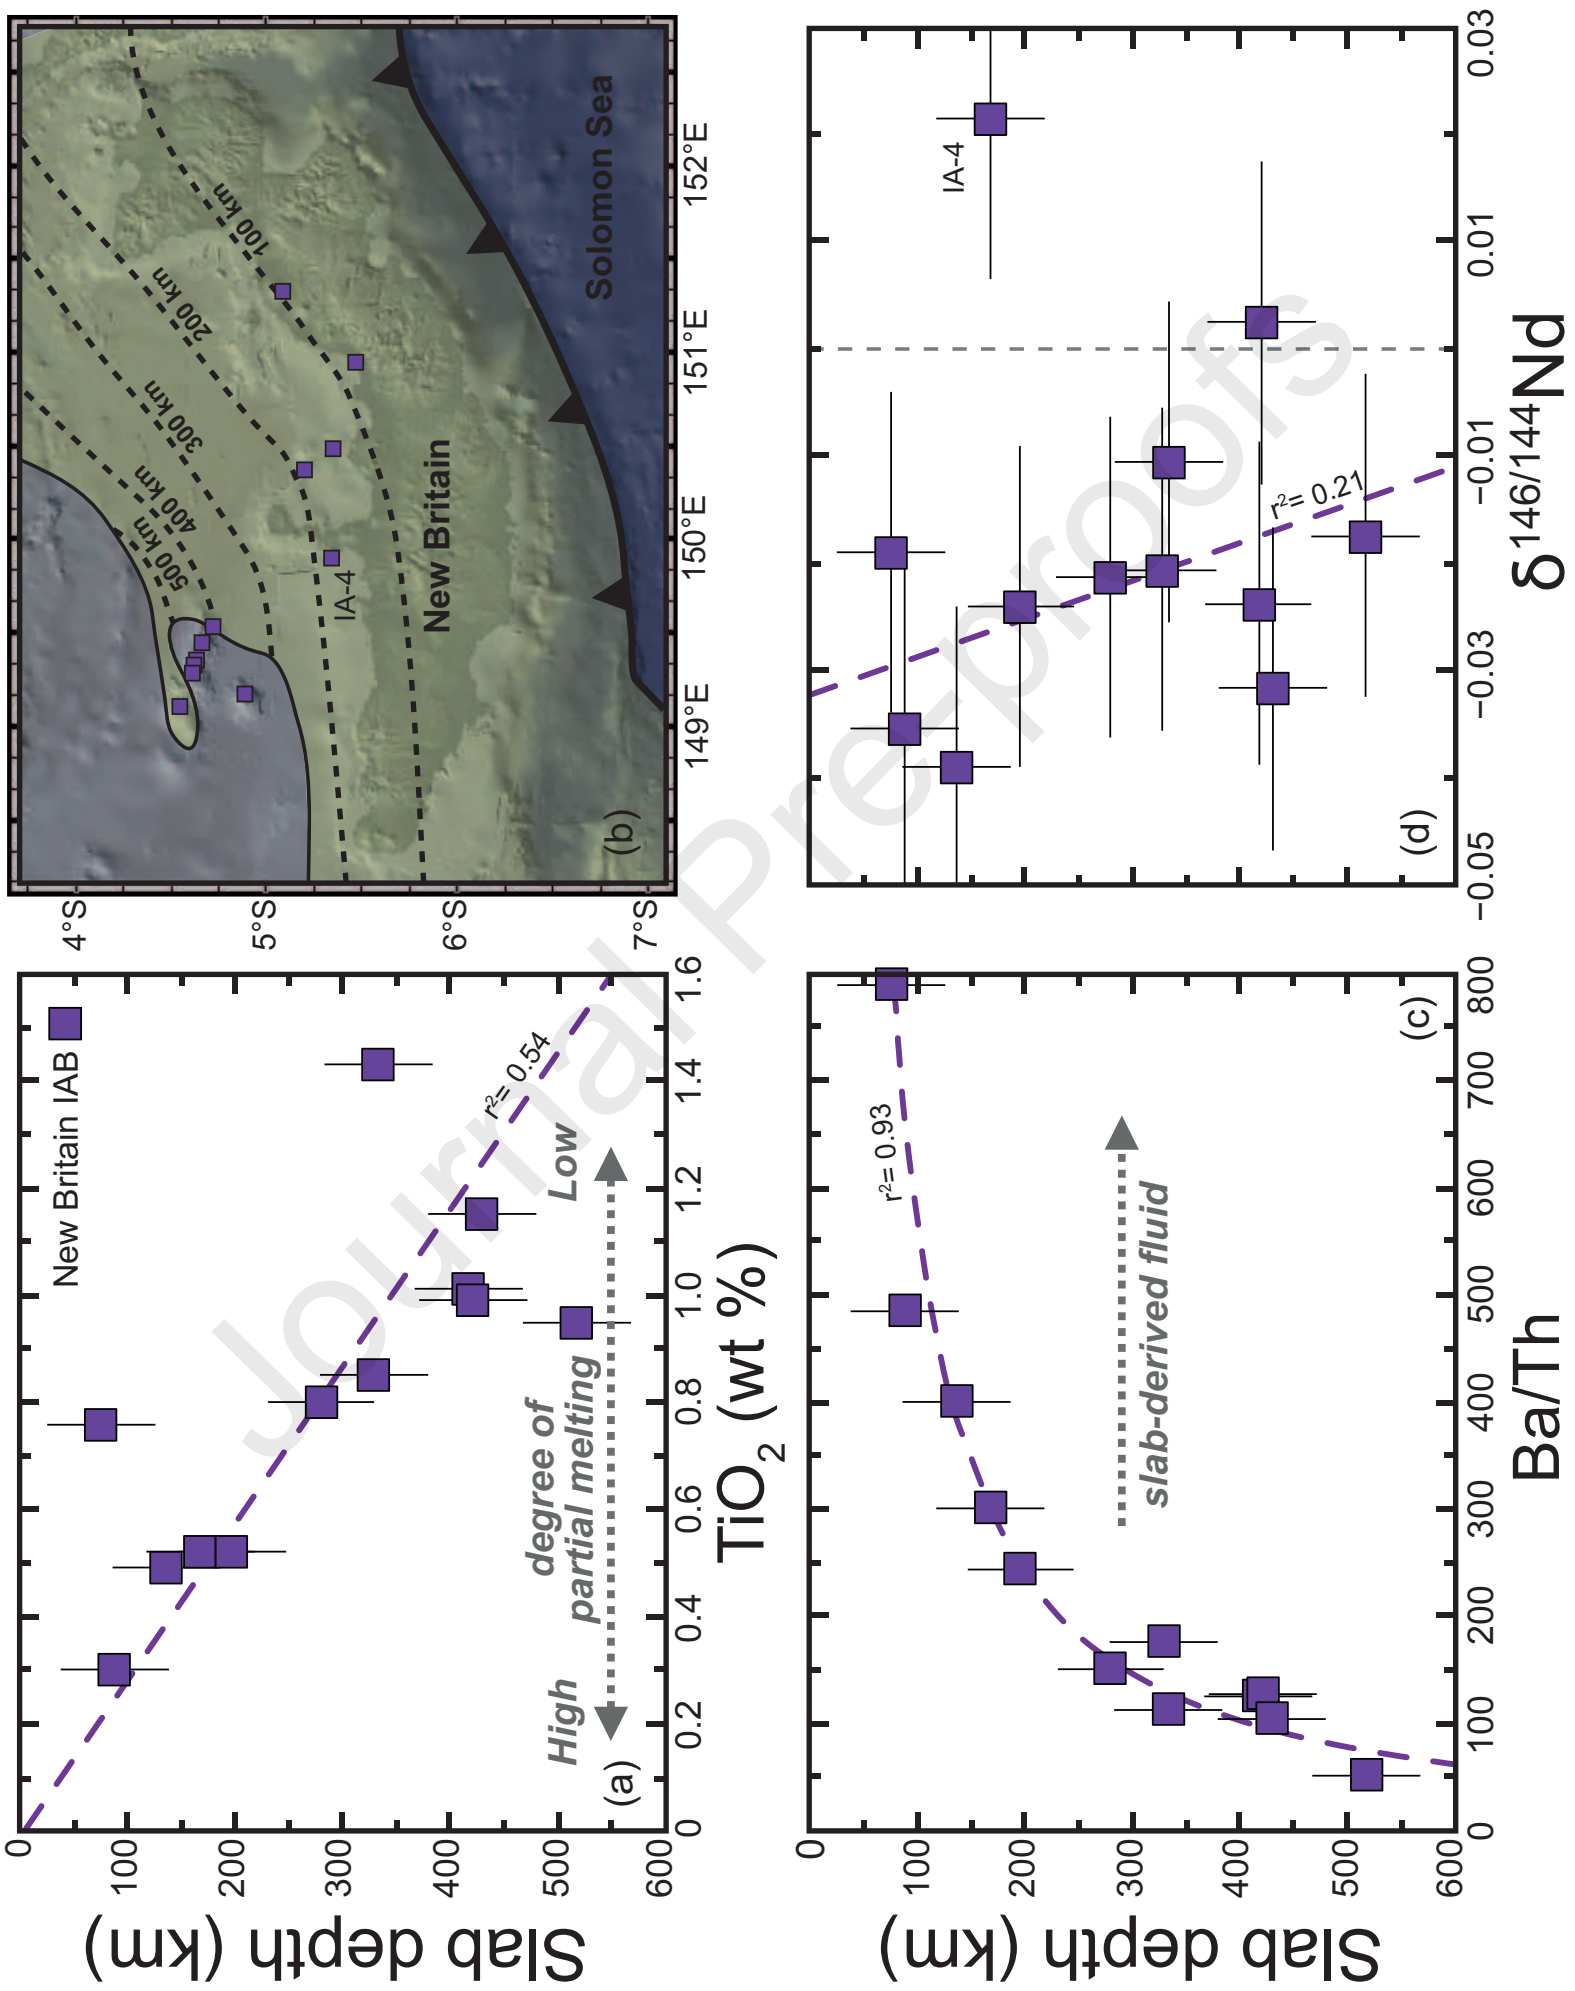 New Britain IAB
r²= 0.54
High
Low
degree of
partial melting
(a)
0
100
200
300
400
500
600
Slab depth (km)
0
0.2
0.4
0.6
0.8
1.0
1.2
1.4
1.6
TiO₂ (wt %)
4°S
5°S
6°S
7°S
149°E
150°E
151°E
152°E
500 km
400 km
300 km
200 km
100 km
IA-4
New Britain
Solomon Sea
(b)
r²= 0.93
slab-derived fluid
(c)
0
100
200
300
400
500
600
Slab depth (km)
0
100
200
300
400
500
600
700
800
Ba/Th
IA-4
r²= 0.21
(d)
−0.05
−0.03
−0.01
0.01
0.03
δ¹⁴⁶/¹⁴⁴Nd
Journal Pre-proofs